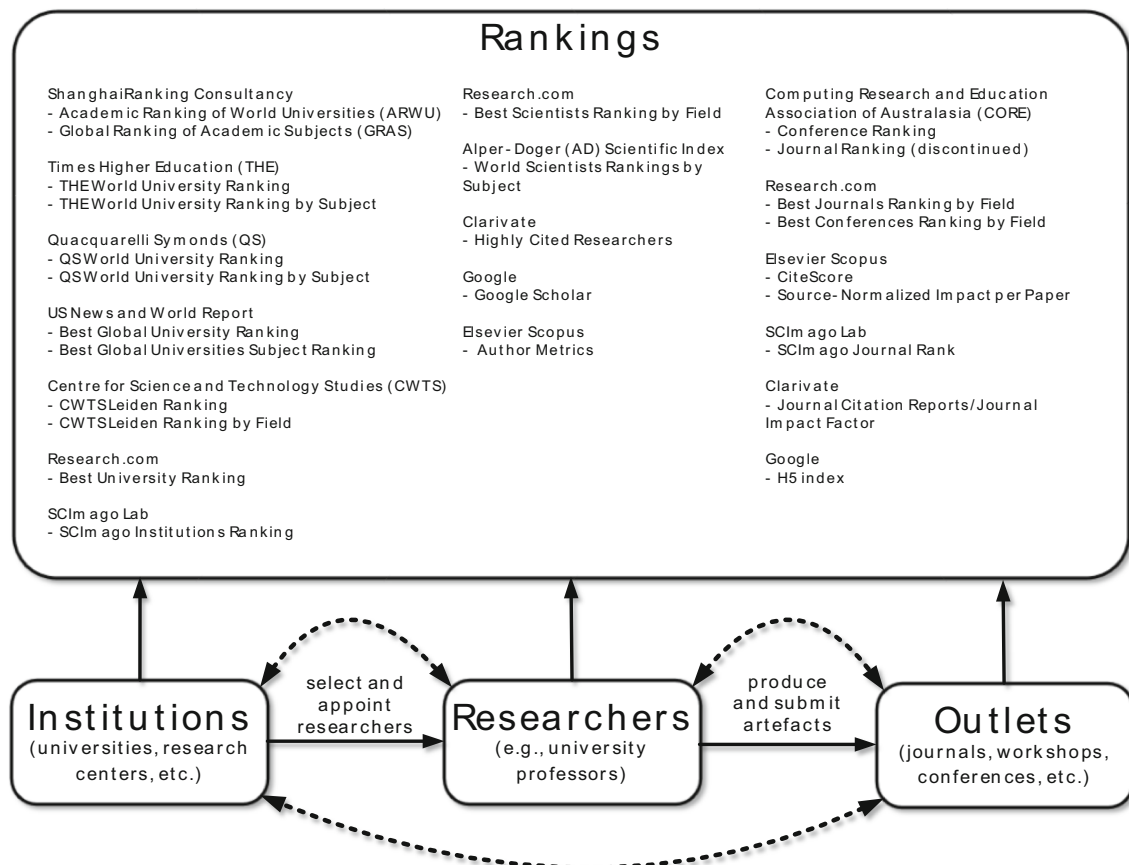 Rankings
ShanghaiRanking Consultancy
- Academic Ranking of World Universities (ARWU)
- Global Ranking of Academic Subjects (GRAS)
Times Higher Education (THE)
- THE World University Ranking
- THE World University Ranking by Subject
Quacquarelli Symonds (QS)
- QS World University Ranking
- QS World University Ranking by Subject
US News and World Report
- Best Global University Ranking
- Best Global Universities Subject Ranking
Centre for Science and Technology Studies (CWTS)
- CWTS Leiden Ranking
- CWTS Leiden Ranking by Field
Research.com
- Best University Ranking
SCImago Lab
- SCImago Institutions Ranking
Research.com
- Best Scientists Ranking by Field
Alper-Doger (AD) Scientific Index
- World Scientists Rankings by
Subject
Clarivate
- Highly Cited Researchers
Google
- Google Scholar
Elsevier Scopus
- Author Metrics
Computing Research and Education
Association of Australasia (CORE)
- Conference Ranking
- Journal Ranking (discontinued)
Research.com
- Best Journals Ranking by Field
- Best Conferences Ranking by Field
Elsevier Scopus
- CiteScore
- Source-Normalized Impact per Paper
SCImago Lab
- SCImago Journal Rank
Clarivate
- Journal Citation Reports/Journal
Impact Factor
Google
- H5 index
Institutions
(universities, research
centers, etc.)
select and
appoint
researchers
Researchers
(e.g., university
professors)
produce
and submit
artefacts
Outlets
(journals, workshops,
conferences, etc.)